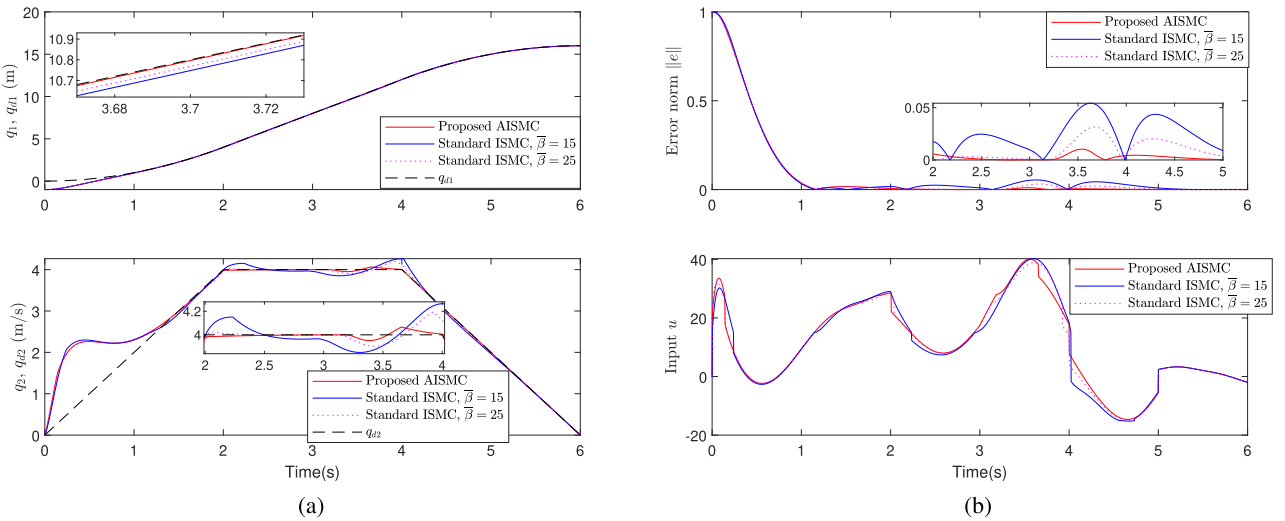 20
15
10
5
0
q1, qd1 (m)
10.9
10.8
10.7
3.68 3.7 3.72
Proposed AISMC
Standard ISMC, β̅ = 15
Standard ISMC, β̅ = 25
qd1
0 1 2 3 4 5 6
4
3
2
1
0
q2, qd2 (m/s)
4.2
4
2 2.5 3 3.5 4
Proposed AISMC
Standard ISMC, β̅ = 15
Standard ISMC, β̅ = 25
qd2
0 1 2 3 4 5 6
Time(s)
(a)
1
0.5
0
Error norm ||e||
Proposed AISMC
Standard ISMC, β̅ = 15
Standard ISMC, β̅ = 25
0.05
0
2 2.5 3 3.5 4 4.5 5
0 1 2 3 4 5 6
40
20
0
-20
Input u
Proposed AISMC
Standard ISMC, β̅ = 15
Standard ISMC, β̅ = 25
0 1 2 3 4 5 6
Time(s)
(b)